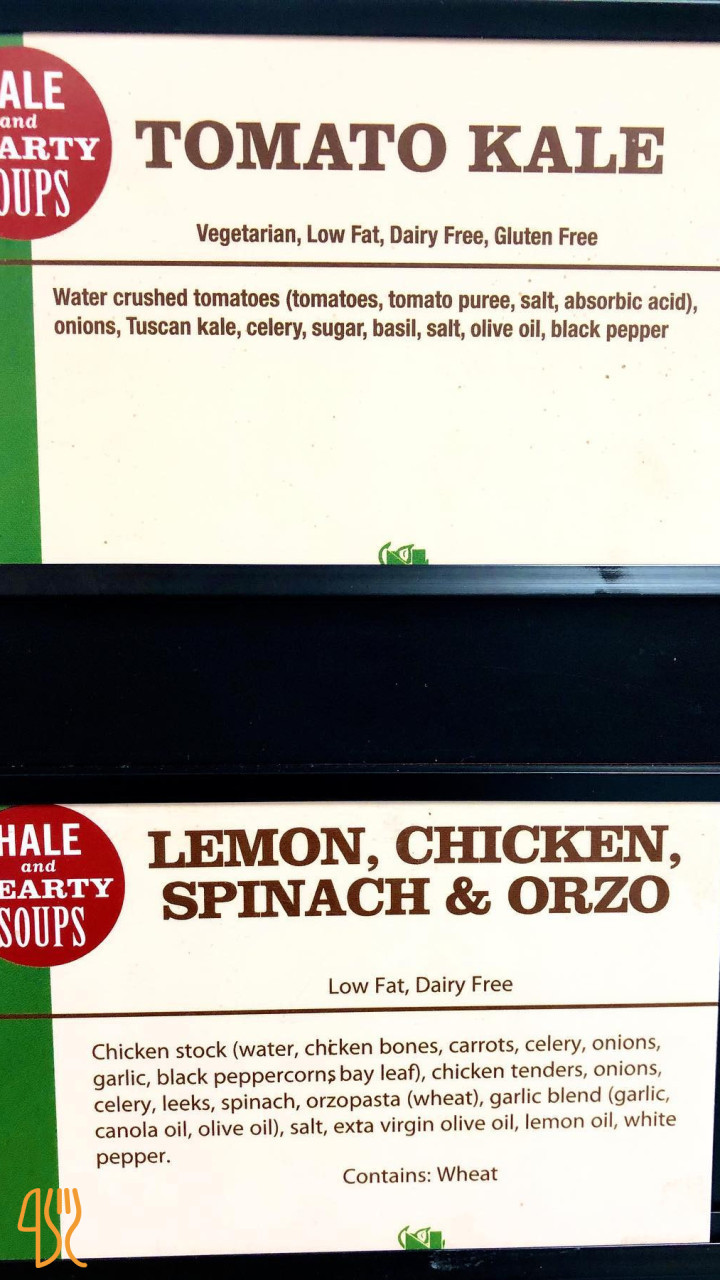 ALE
and
ARTY
OUPS
TOMATO KALE
Vegetarian, Low Fat, Dairy Free, Gluten Free
Water crushed tomatoes (tomatoes, tomato puree, salt, absorbic acid),
onions, Tuscan kale, celery, sugar, basil, salt, olive oil, black pepper
HALE
and
EARTY
SOUPS
LEMON, CHICKEN,
SPINACH & ORZO
Low Fat, Dairy Free
Chicken stock (water, chicken bones, carrots, celery, onions,
garlic, black peppercorns, bay leaf), chicken tenders, onions,
celery, leeks, spinach, orzopasta (wheat), garlic blend (garlic,
canola oil, olive oil), salt, exta virgin olive oil, lemon oil, white
pepper.
Contains: Wheat